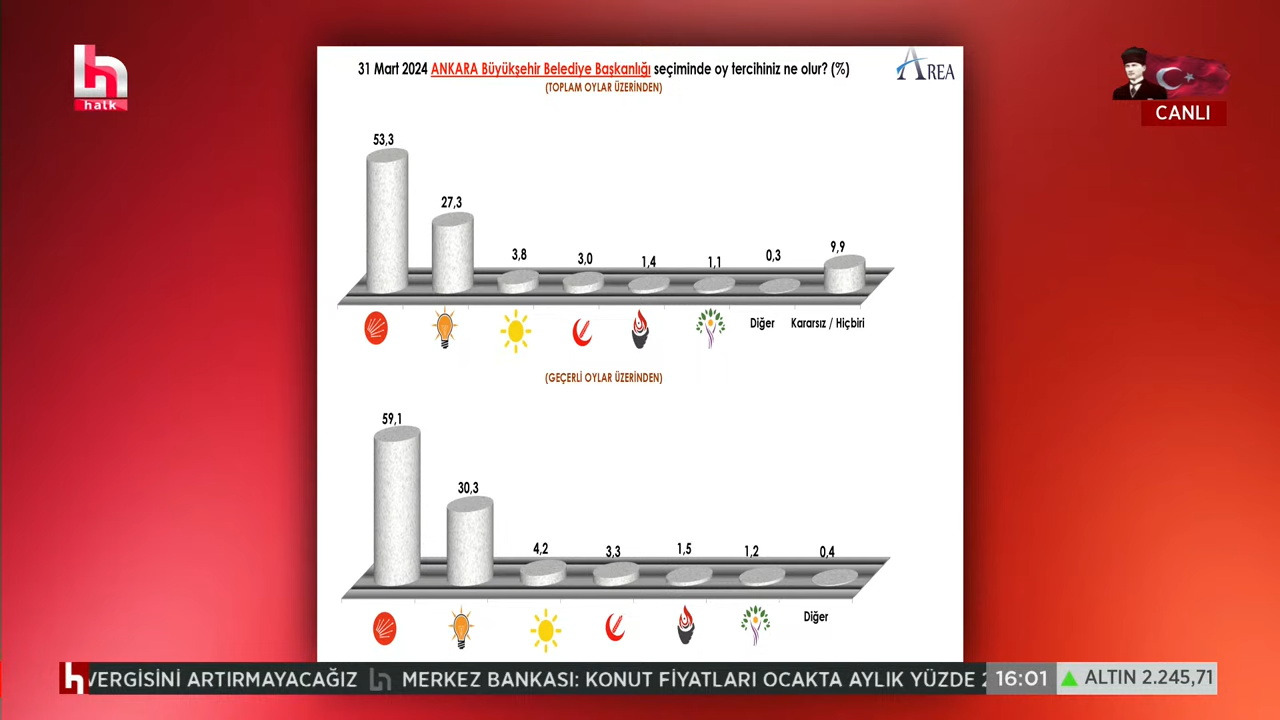 halk
CANLI
31 Mart 2024 ANKARA Büyükşehir Belediye Başkanlığı seçiminde oy tercihiniz ne olur? (%)
AREA
(TOPLAM OYLAR ÜZERİNDEN)
53,3
27,3
3,8
3,0
1,4
1,1
0,3
9,9
Diğer
Kararsız / Hiçbiri
(GEÇERLİ OYLAR ÜZERİNDEN)
59,1
30,3
4,2
3,3
1,5
1,2
0,4
Diğer
VERGİSİNİ ARTIRMAYACAĞIZ MERKEZ BANKASI: KONUT FİYATLARI OCAKTA AYLIK YÜZDE 16:01 ALTIN 2.245,71